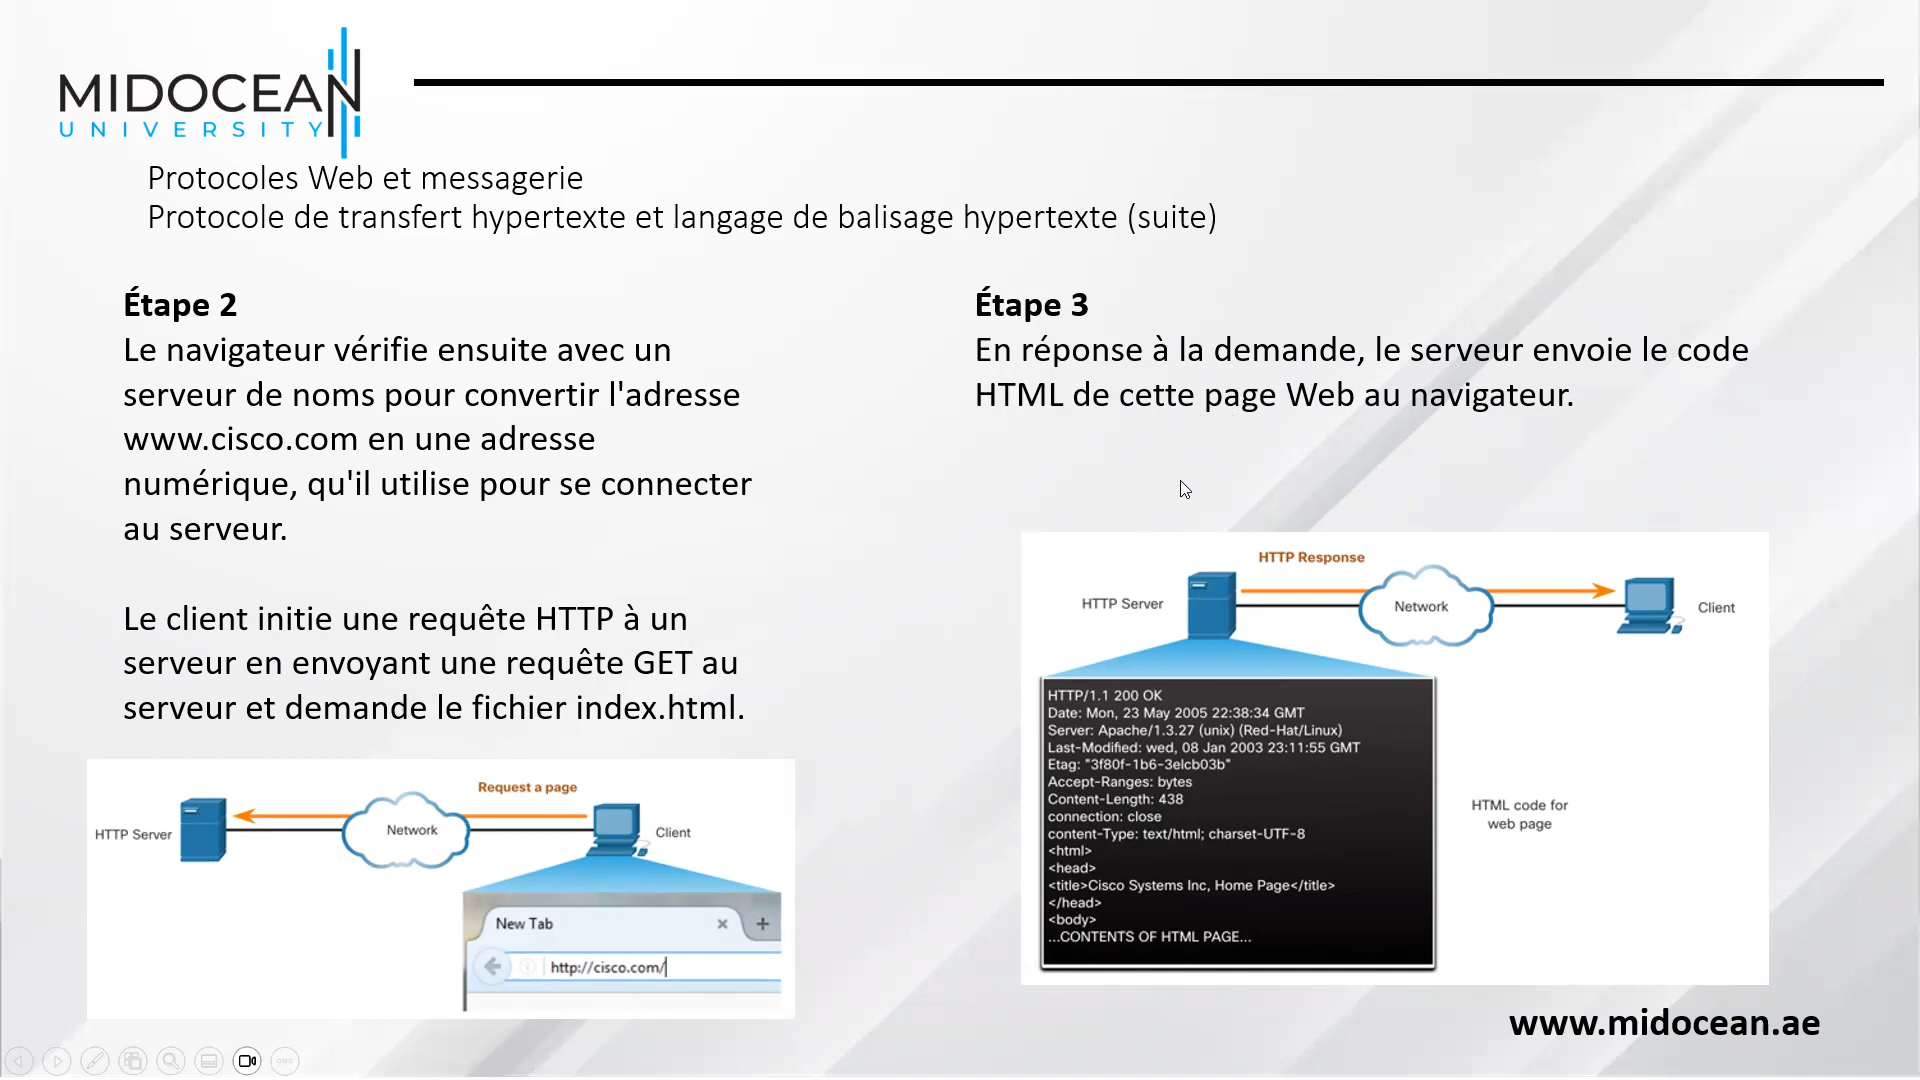 MIDOCEAN
UNIVERSITY
Protocoles Web et messagerie
Protocole de transfert hypertexte et langage de balisage hypertexte (suite)
Étape 2
Le navigateur vérifie ensuite avec un
serveur de noms pour convertir l'adresse
www.cisco.com en une adresse
numérique, qu'il utilise pour se connecter
au serveur.
Le client initie une requête HTTP à un
serveur en envoyant une requête GET au
serveur et demande le fichier index.html.
Request a page
HTTP Server
Network
Client
New Tab
http://cisco.com/
Étape 3
En réponse à la demande, le serveur envoie le code
HTML de cette page Web au navigateur.
HTTP Response
HTTP Server
Network
Client
HTTP/1.1 200 OK
Date: Mon, 23 May 2005 22:38:34 GMT
Server: Apache/1.3.27 (unix) (Red-Hat/Linux)
Last-Modified: wed, 08 Jan 2003 23:11:55 GMT
Etag: "3f80f-1b6-3elcb03b"
Accept-Ranges: bytes
Content-Length: 438
connection: close
content-Type: text/html; charset-UTF-8
<html>
<head>
<title>Cisco Systems Inc, Home Page</title>
</head>
<body>
...CONTENTS OF HTML PAGE...
HTML code for
web page
www.midocean.ae